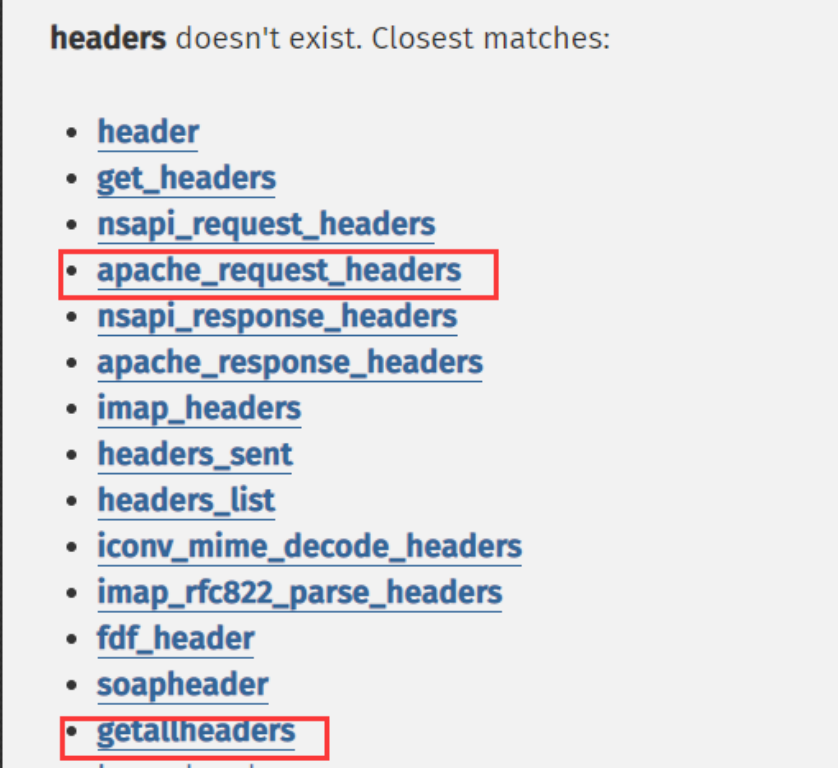 headers doesn't exist. Closest matches:
header
get_headers
nsapi_request_headers
apache_request_headers
nsapi_response_headers
apache_response_headers
imap_headers
headers_sent
headers_list
iconv_mime_decode_headers
imap_rfc822_parse_headers
fdf_header
soapheader
getallheaders